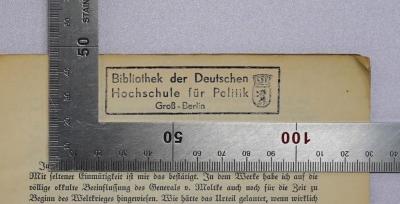 STAIN
50
Bibliothek der Deutschen
Hochschule für Politik
Groß-Berlin
50
100
Mit seltener Einmütigkeit ist mir das bestätigt. In dem Werke habe ich auf die
völlige okkulte Beeinflussung des Generals v. Moltke auch noch für die Zeit zu
Beginn des Weltkrieges hingewiesen. Wie hätte das Urteil gelautet, wenn wirklich